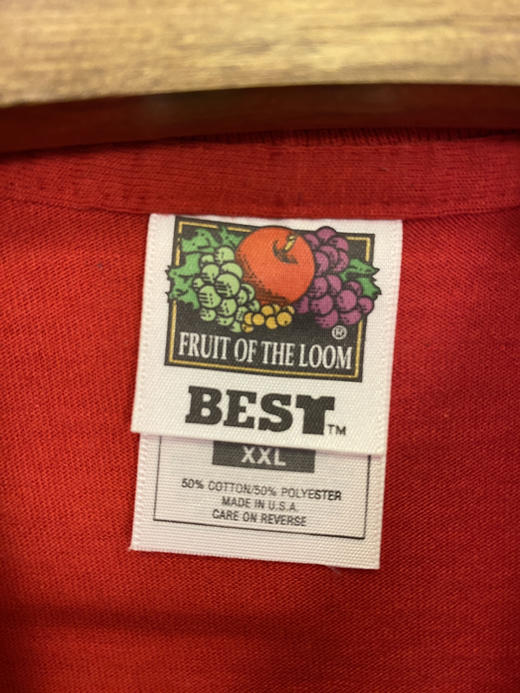 ®
FRUIT OF THE LOOM
BEST™
XXL
50% COTTON/50% POLYESTER
MADE IN U.S.A.
CARE ON REVERSE